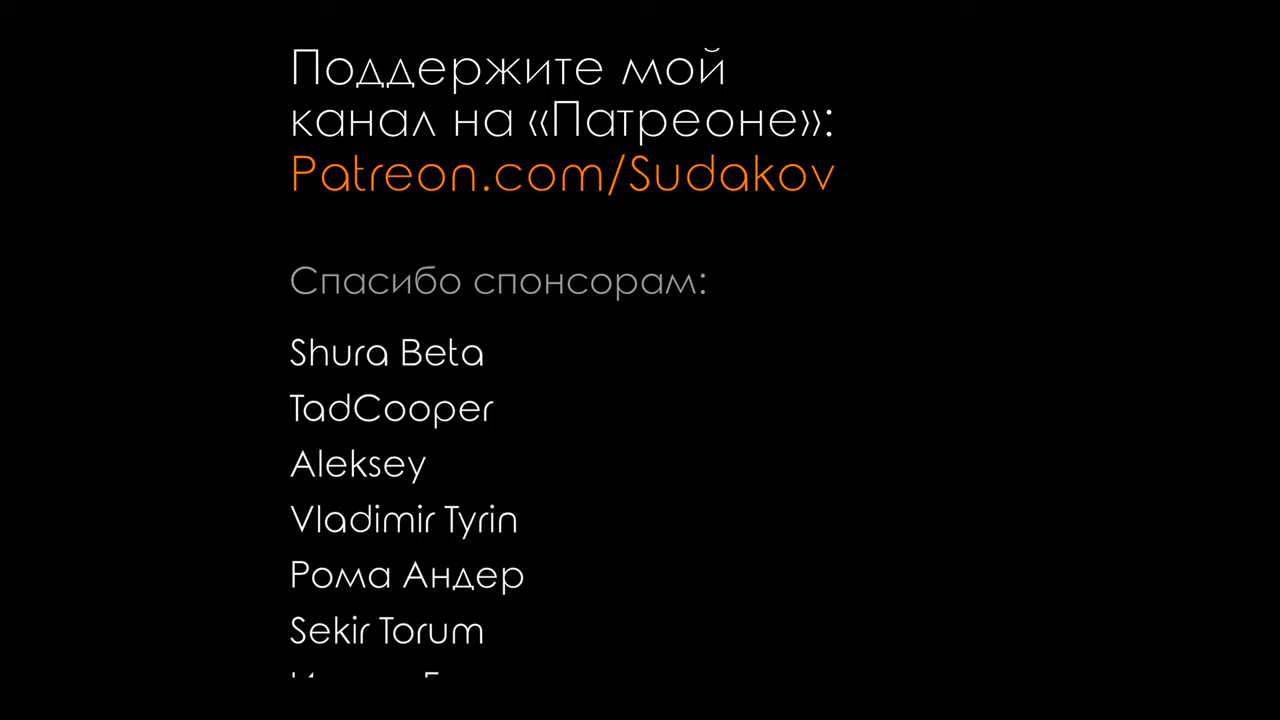 Поддержите мой
канал на «Патреоне»:
Patreon.com/Sudakov
Спасибо спонсорам:
Shura Beta
TadCooper
Aleksey
Vladimir Tyrin
Рома Андер
Sekir Torum